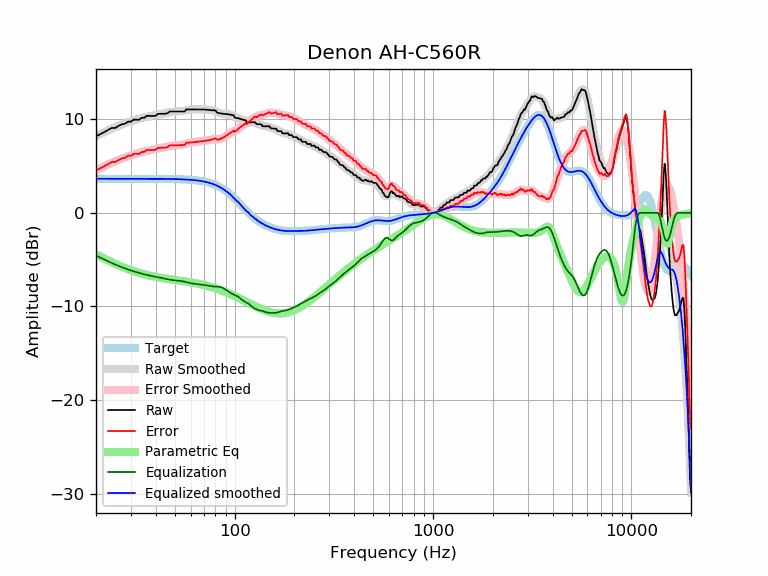 Denon AH-C560R
10
0
−10
−20
−30
Amplitude (dBr)
Target
Raw Smoothed
Error Smoothed
Raw
Error
Parametric Eq
Equalization
Equalized smoothed
100
1000
10000
Frequency (Hz)